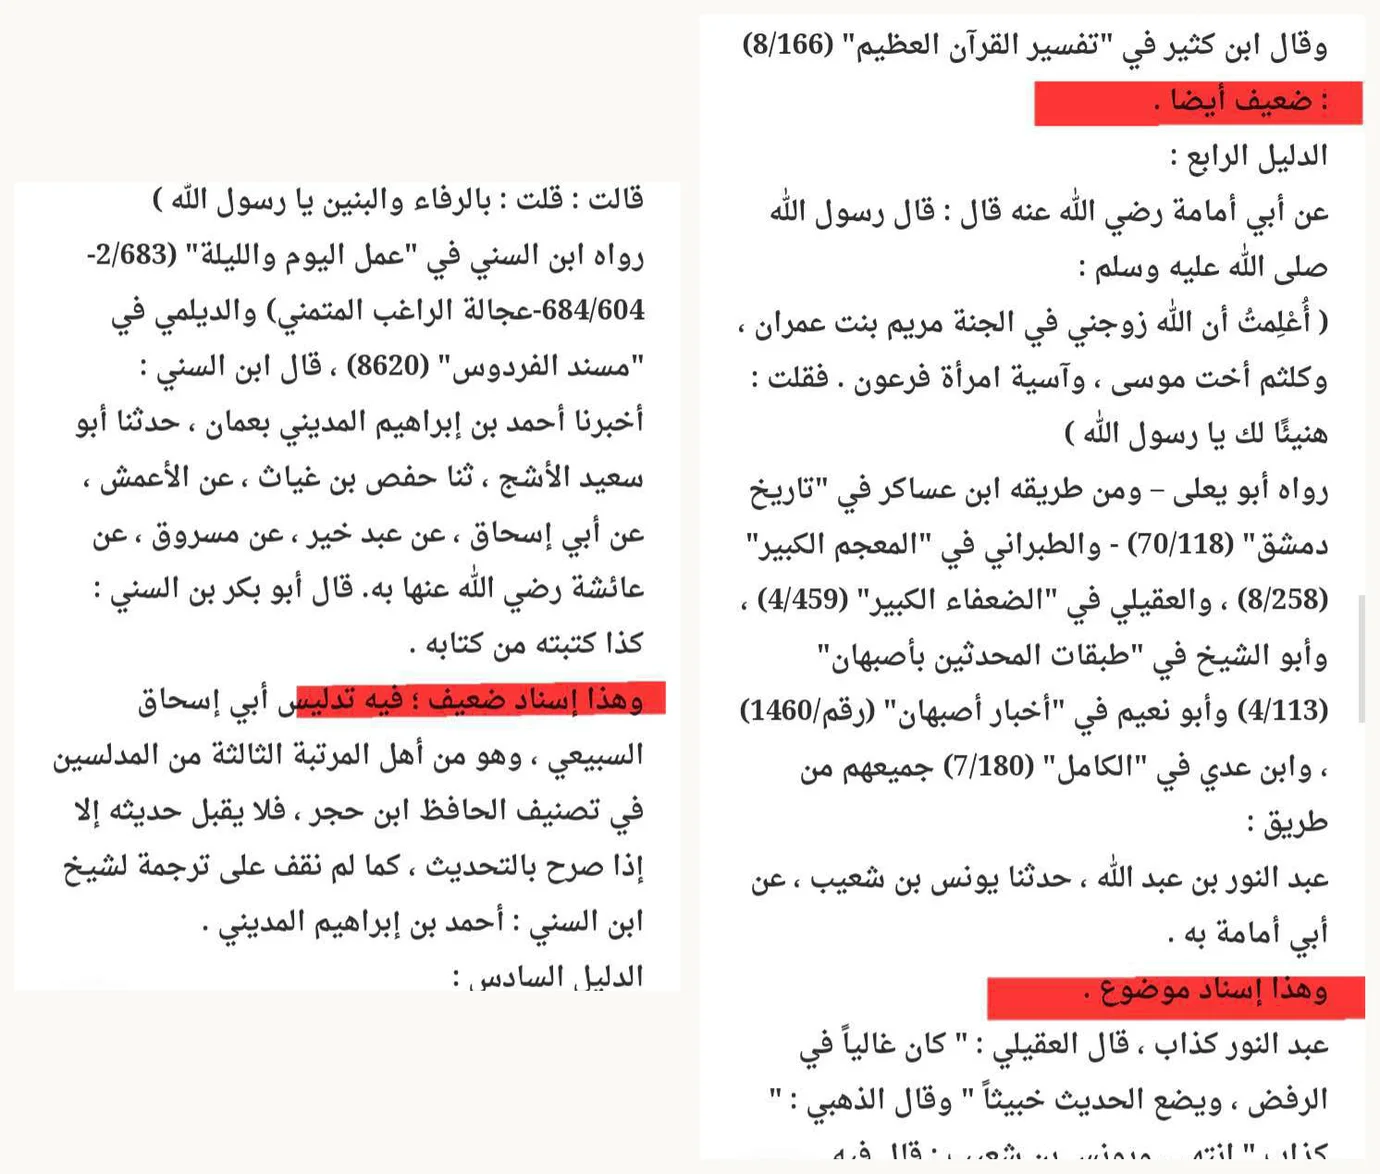 وقال ابن كثير في "تفسير القرآن العظيم" (8/166)
: ضعيف أيضا .
الدليل الرابع :
عن أبي أمامة رضي الله عنه قال : قال رسول الله
صلى الله عليه وسلم :
( أُعْلِمتُ أن الله زوجني في الجنة مريم بنت عمران ،
وكلثم أخت موسى ، وآسية امرأة فرعون . فقلت :
هنيئًا لك يا رسول الله )
رواه أبو يعلى – ومن طريقه ابن عساكر في "تاريخ
دمشق" (70/118) - والطبراني في "المعجم الكبير"
(8/258) ، والعقيلي في "الضعفاء الكبير" (4/459) ،
وأبو الشيخ في "طبقات المحدثين بأصبهان"
(4/113) وأبو نعيم في "أخبار أصبهان" (رقم/1460)
، وابن عدي في "الكامل" (7/180) جميعهم من
طريق :
عبد النور بن عبد الله ، حدثنا يونس بن شعيب ، عن
أبي أمامة به .
وهذا إسناد موضوع .
عبد النور كذاب ، قال العقيلي : " كان غالياً في
الرفض ، ويضع الحديث خبيثاً " وقال الذهبي : "
كذاب " انتهى . ويونس بن شعيب : قال فيه
قالت : قلت : بالرفاء والبنين يا رسول الله )
رواه ابن السني في "عمل اليوم والليلة" (2/683-
684/604-عجالة الراغب المتمني) والديلمي في
"مسند الفردوس" (8620) ، قال ابن السني :
أخبرنا أحمد بن إبراهيم المديني بعمان ، حدثنا أبو
سعيد الأشج ، ثنا حفص بن غياث ، عن الأعمش ،
عن أبي إسحاق ، عن عبد خير ، عن مسروق ، عن
عائشة رضي الله عنها به. قال أبو بكر بن السني :
كذا كتبته من كتابه .
وهذا إسناد ضعيف ؛ فيه تدليس أبي إسحاق
السبيعي ، وهو من أهل المرتبة الثالثة من المدلسين
في تصنيف الحافظ ابن حجر ، فلا يقبل حديثه إلا
إذا صرح بالتحديث ، كما لم نقف على ترجمة لشيخ
ابن السني : أحمد بن إبراهيم المديني .
الدليل السادس :